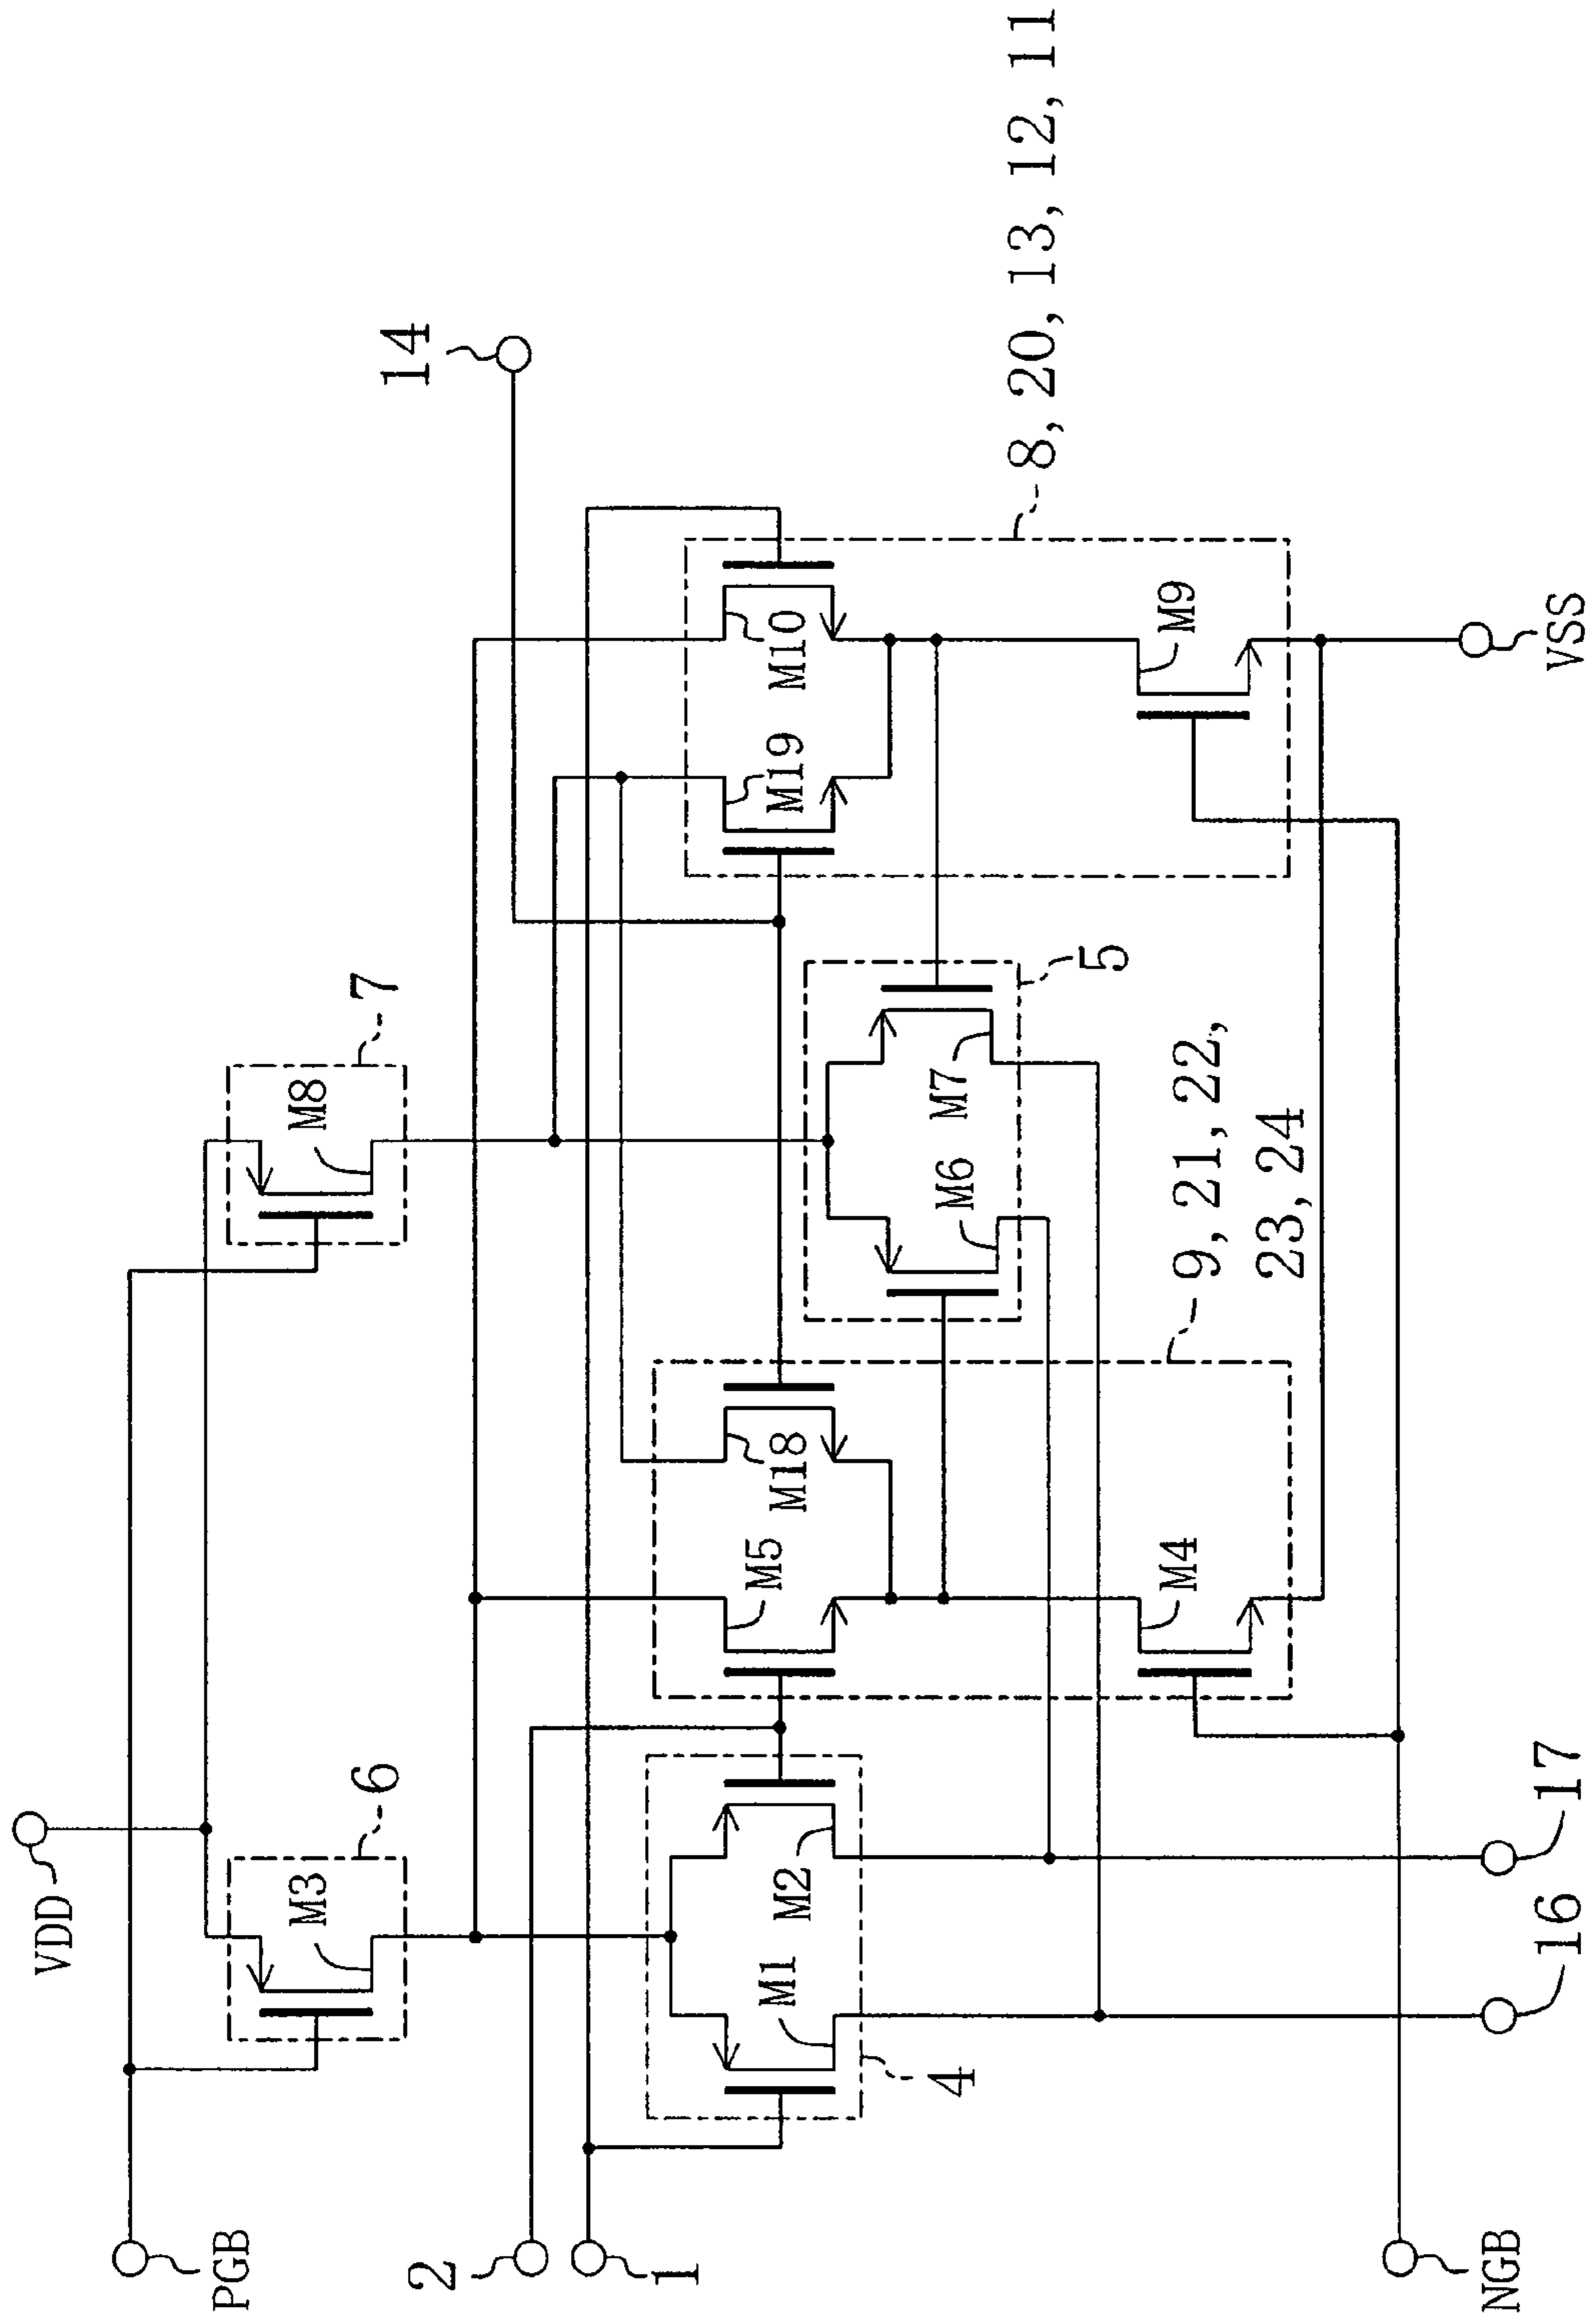 VDD
PGB
6
M3
7
M8
14
2
1
M1
M2
4
M5
M18
M19
M10
M6
M7
5
M4
M9
9, 21, 22,
23, 24
8, 20, 13, 12, 11
16
17
NGB
VSS